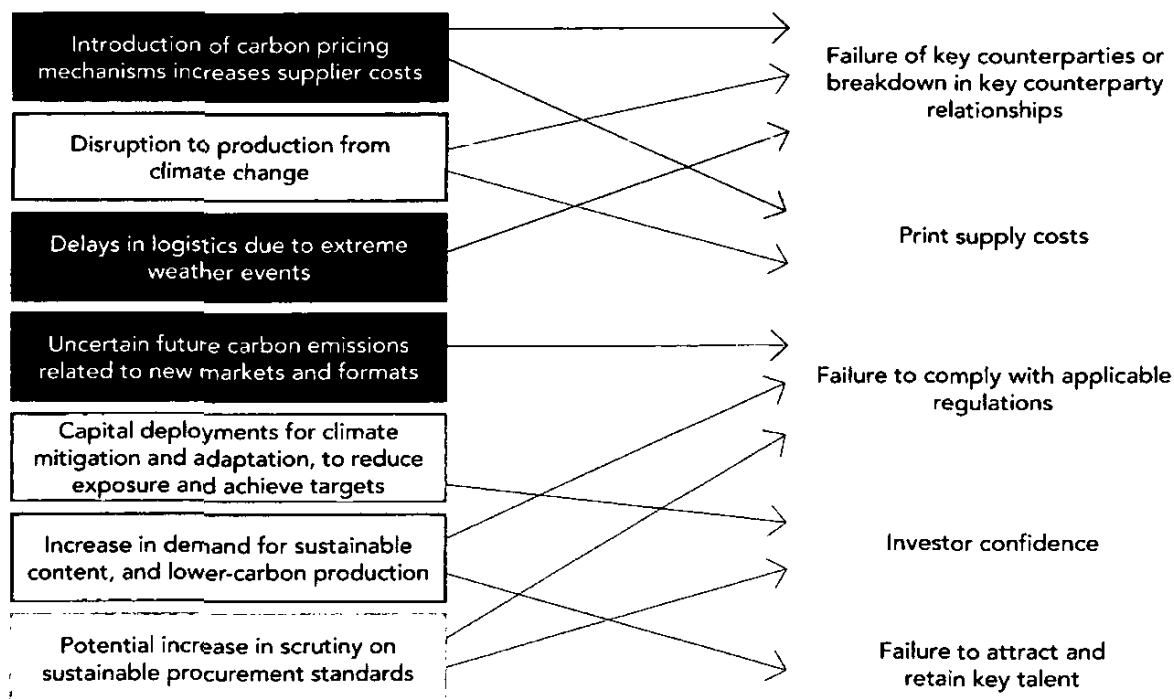 Introduction of carbon pricing
mechanisms increases supplier costs
Disruption to production from
climate change
Delays in logistics due to extreme
weather events
Uncertain future carbon emissions
related to new markets and formats
Capital deployments for climate
mitigation and adaptation, to reduce
exposure and achieve targets
Increase in demand for sustainable
content, and lower-carbon production
Potential increase in scrutiny on
sustainable procurement standards
Failure of key counterparties or
breakdown in key counterparty
relationships
Print supply costs
Failure to comply with applicable
regulations
Investor confidence
Failure to attract and
retain key talent